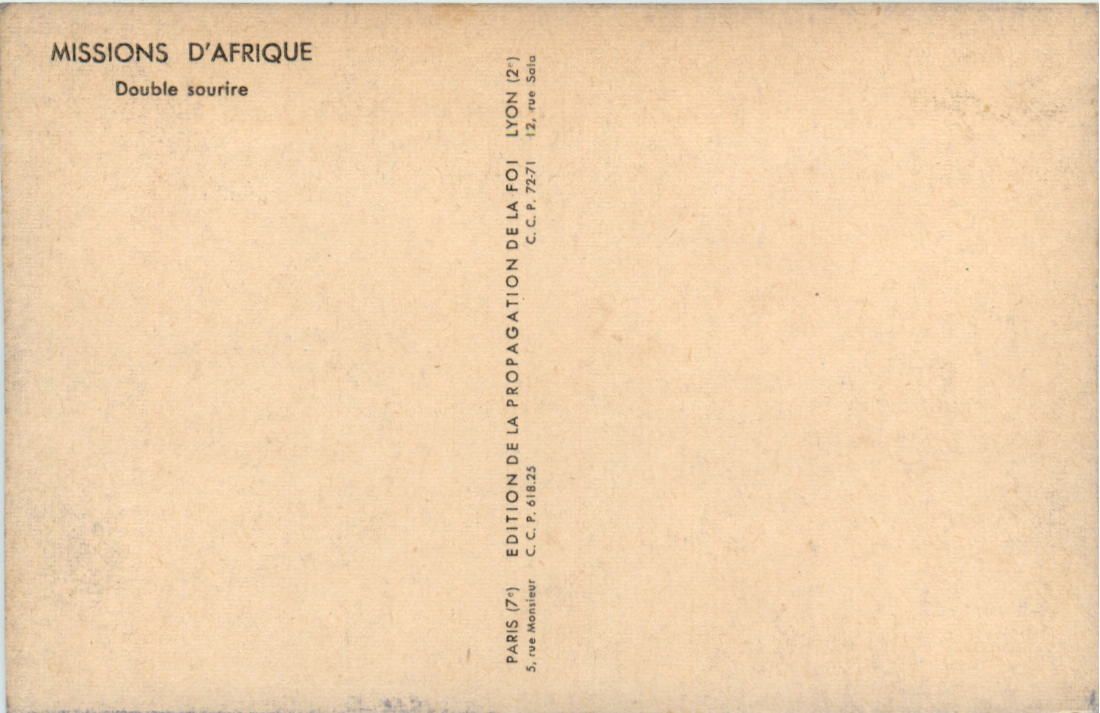 MISSIONS D'AFRIQUE
Double sourire
PARIS (7e) EDITION DE LA PROPAGATION DE LA FOI LYON (2e)
5, rue Monsieur C. C. P. 618.25 C. C. P. 72-71 12, rue Sala